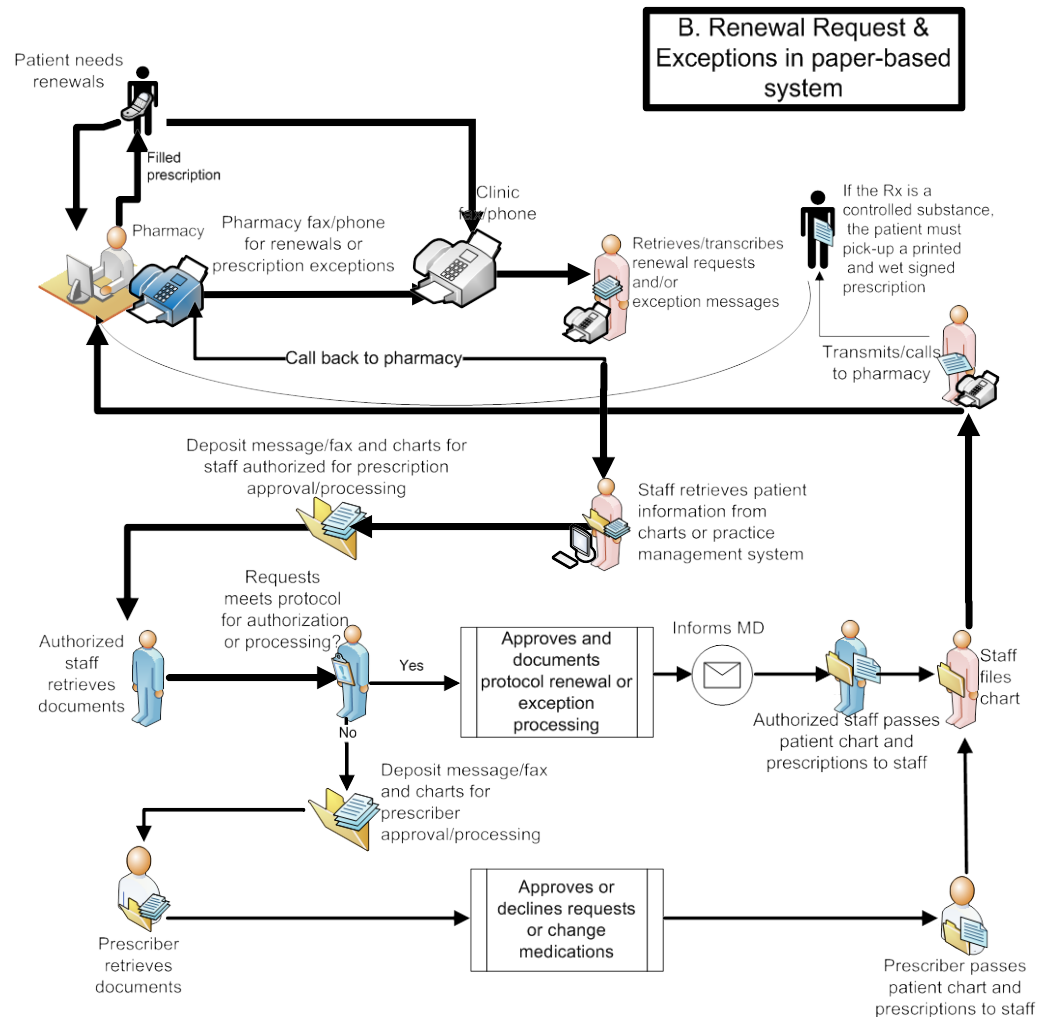 B. Renewal Request &
Exceptions in paper-based
system
Patient needs
renewals
Filled
prescription
Pharmacy
Pharmacy fax/phone
for renewals or
prescription exceptions
Clinic
fax/phone
Retrieves/transcribes
renewal requests
and/or
exception messages
If the Rx is a
controlled substance,
the patient must
pick-up a printed
and wet signed
prescription
Transmits/calls
to pharmacy
Call back to pharmacy
Deposit message/fax and charts for
staff authorized for prescription
approval/processing
Staff retrieves patient
information from
charts or practice
management system
Authorized
staff
retrieves
documents
Requests
meets protocol
for authorization
or processing?
Yes
No
Approves and
documents
protocol renewal or
exception
processing
Informs MD
Authorized staff passes
patient chart and
prescriptions to staff
Staff
files
chart
Deposit message/fax
and charts for
prescriber
approval/processing
Prescriber
retrieves
documents
Approves or
declines requests
or change
medications
Prescriber passes
patient chart and
prescriptions to staff